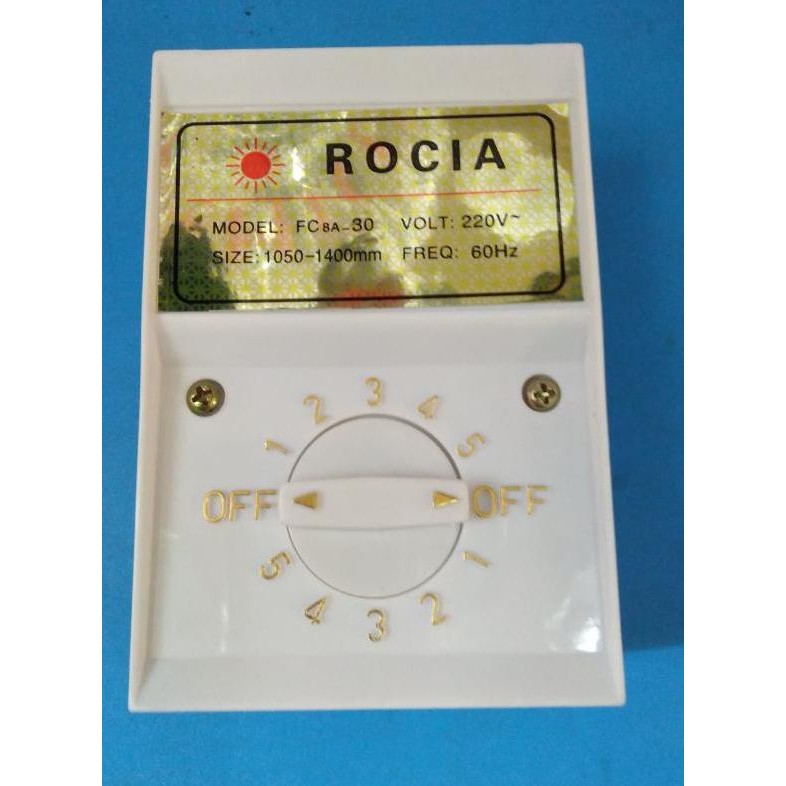 ROCIA
MODEL: FC8A-30 VOLT: 220V~
SIZE: 1050-1400mm FREQ: 60Hz
1 2 3 4 5
OFF OFF
5 4 3 2 1